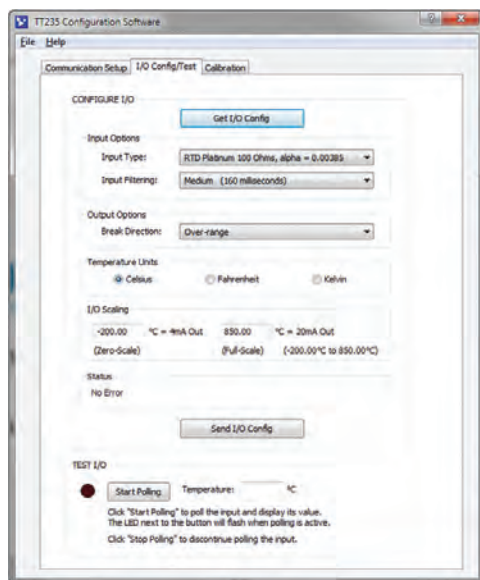 TT235 Configuration Software
File Help
Communication Setup I/O Config/Test Calibration
CONFIGURE I/O
Get I/O Config
Input Options
Input Type: RTD Platinum 100 Ohms, alpha = 0.00385
Input Filtering: Medium (160 miliseconds)
Output Options
Break Direction: Over-range
Temperature Units
Celsius Fahrenheit Kelvin
I/O Scaling
-200.00 °C = 4mA Out 850.00 °C = 20mA Out
(Zero-Scale) (Full-Scale) (-200.00°C to 850.00°C)
Status
No Error
Send I/O Config
TEST I/O
Start Polling Temperature: °C
Click "Start Polling" to poll the input and display its value.
The LED next to the button will flash when polling is active.
Click "Stop Polling" to discontinue polling the input.